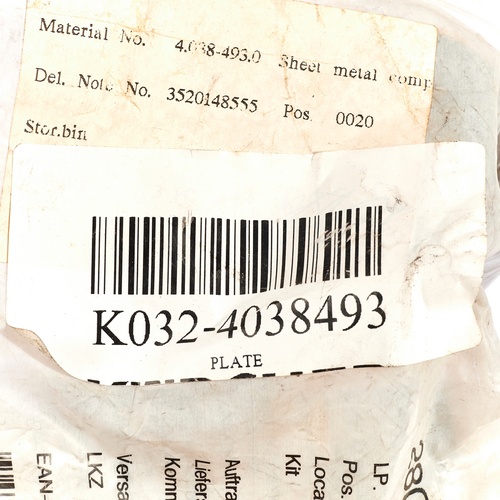 Material No. 4.038-493.0 Sheet metal comp
Del. Note No. 3520148555 Pos. 0020
Stor.bin
K032-4038493
PLATE
EAN-
LKZ
Versa
Komm
Liefer
Auftra
Kit
Loca
Pos.
LP.